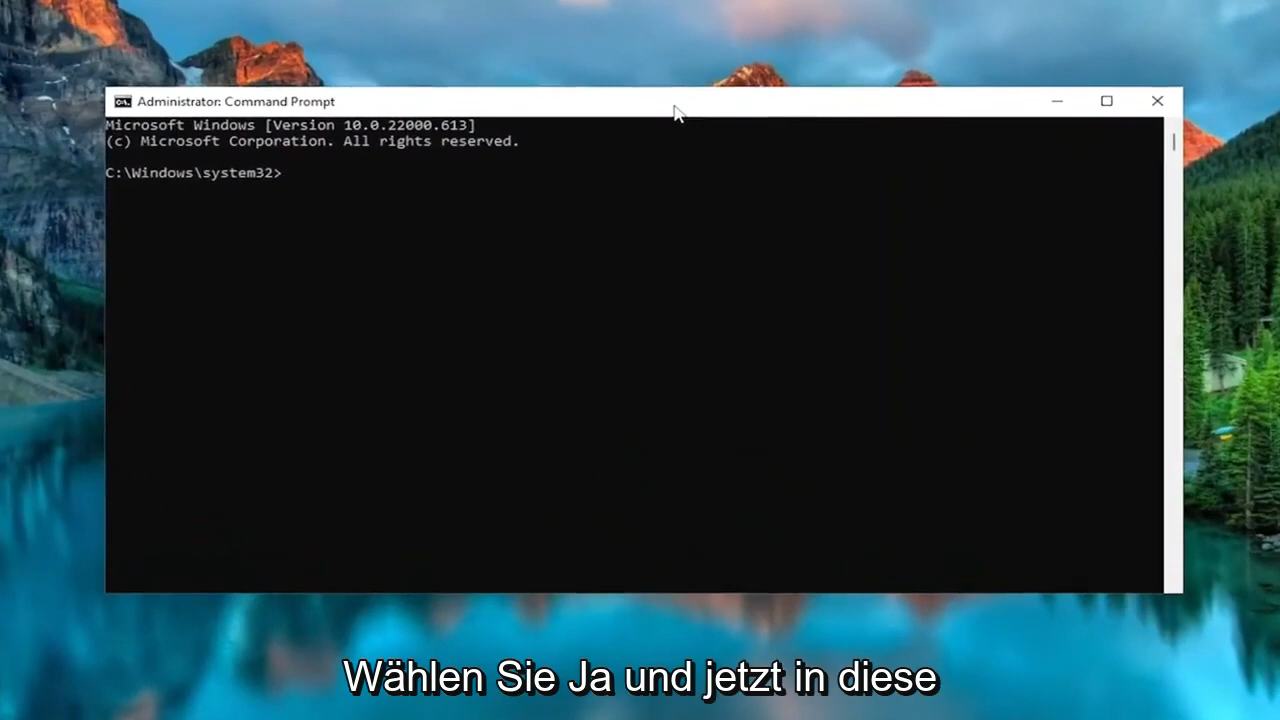 Administrator: Command Prompt
Microsoft Windows [Version 10.0.22000.613]
(c) Microsoft Corporation. All rights reserved.
C:\Windows\system32>
Wählen Sie Ja und jetzt in diese